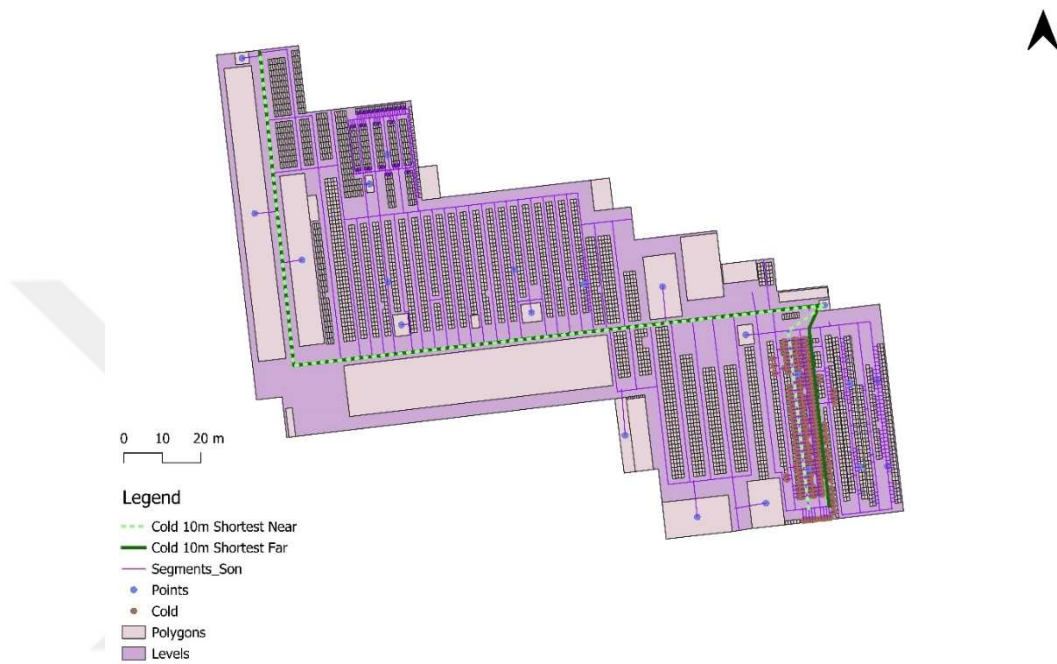 0 10 20 m
Legend
Cold 10m Shortest Near
Cold 10m Shortest Far
Segments_Son
Points
Cold
Polygons
Levels